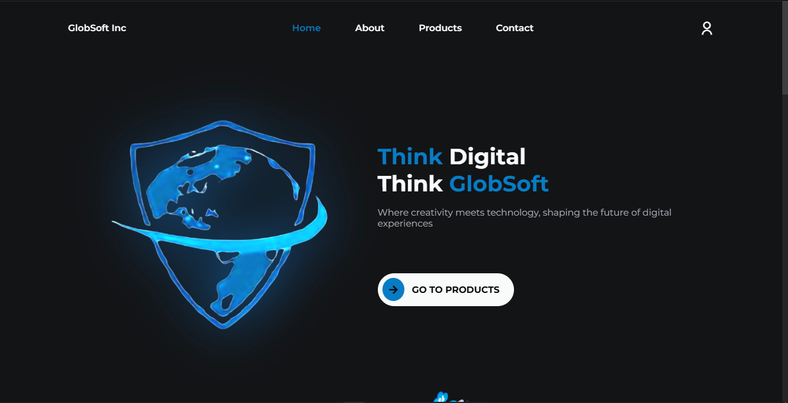 GlobSoft Inc
Home
About
Products
Contact
Think Digital
Think GlobSoft
Where creativity meets technology, shaping the future of digital
experiences
GO TO PRODUCTS